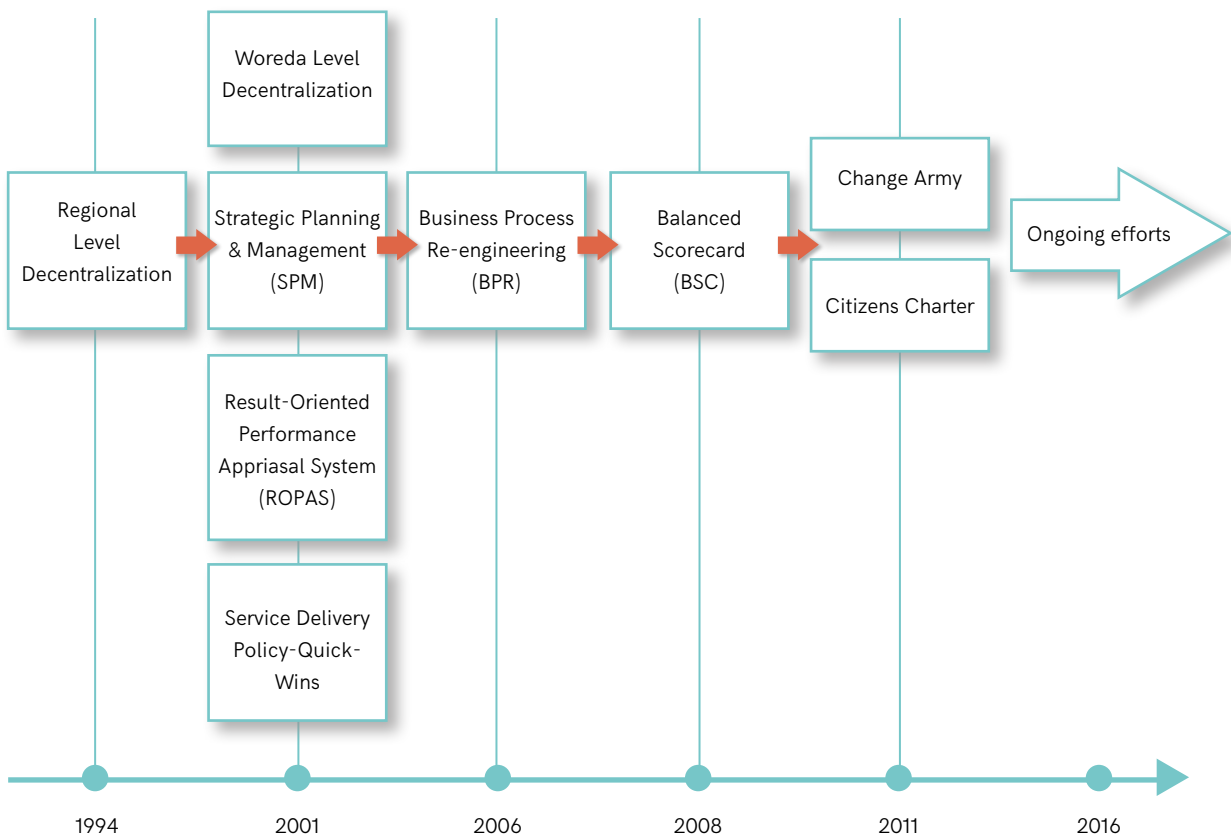 Woreda Level
Decentralization
Regional
Level
Decentralization
Strategic Planning
& Management
(SPM)
Business Process
Re-engineering
(BPR)
Balanced
Scorecard
(BSC)
Change Army
Citizens Charter
Ongoing efforts
Result-Oriented
Performance
Appriasal System
(ROPAS)
Service Delivery
Policy-Quick-
Wins
1994
2001
2006
2008
2011
2016